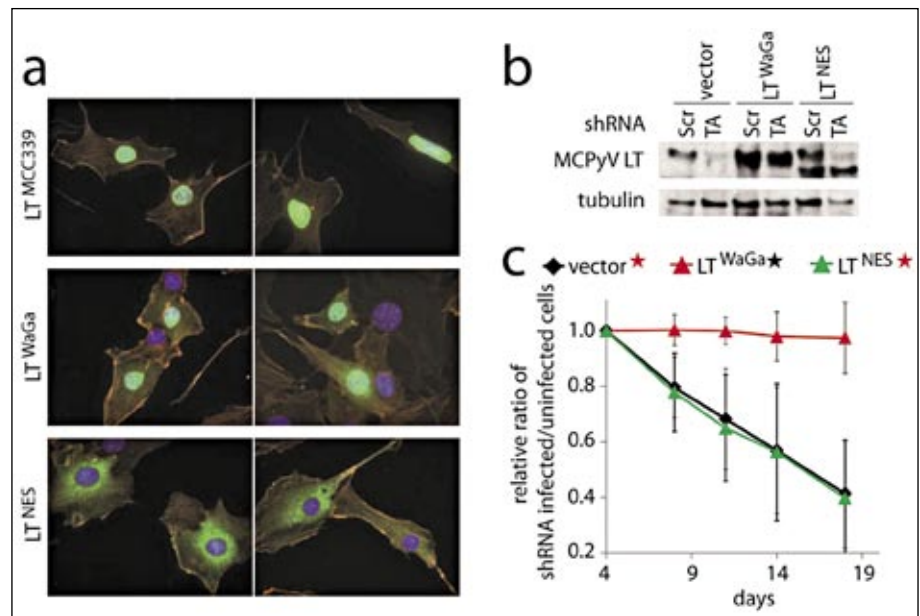 a
LT MCC339
LT WaGa
LT NES
b
vector
LT WaGa
LT NES
shRNA
Scr
TA
Scr
TA
Scr
TA
MCPyV LT
tubulin
c
vector★
LT WaGa★
LT NES★
relative ratio of
shRNA infected/uninfected cells
1.0
0.8
0.6
0.4
0.2
4
9
14
19
days